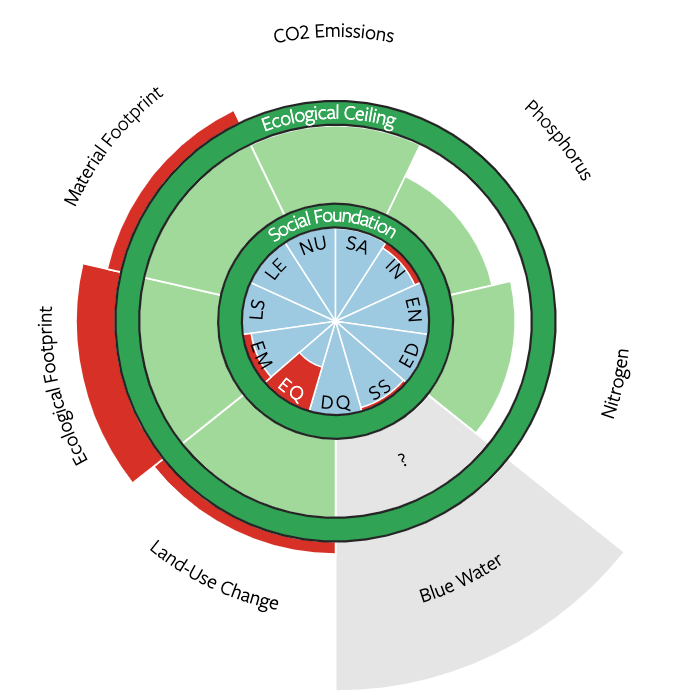 CO2 Emissions
Phosphorus
Material Footprint
Ecological Ceiling
Social Foundation
NU
SA
LE
IN
LS
EN
EM
ED
EQ
SS
DQ
Nitrogen
Ecological Footprint
?
Land-Use Change
Blue Water